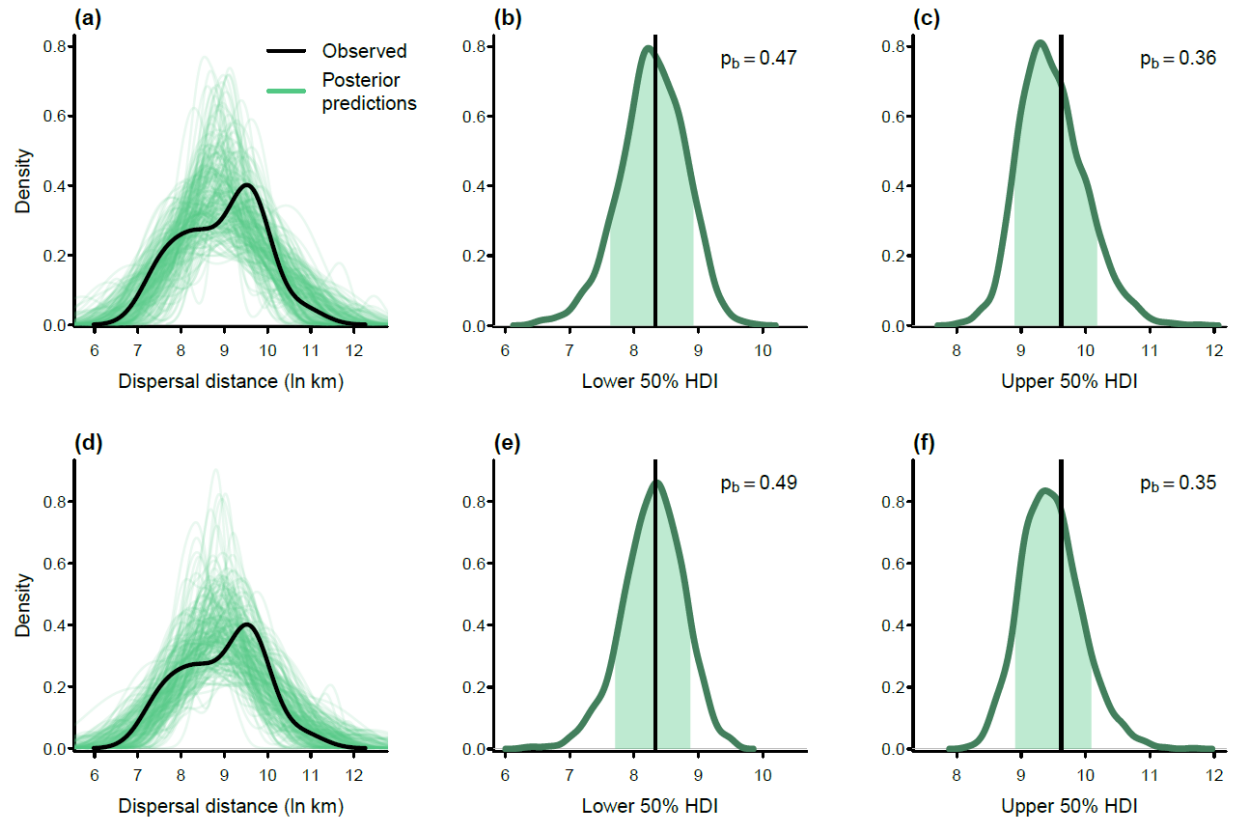 (a)
Observed
Posterior
predictions
0.8
0.6
0.4
0.2
0.0
Density
6 7 8 9 10 11 12
Dispersal distance (ln km)
(b)
p_b = 0.47
0.8
0.6
0.4
0.2
0.0
6 7 8 9 10
Lower 50% HDI
(c)
p_b = 0.36
0.8
0.6
0.4
0.2
0.0
8 9 10 11 12
Upper 50% HDI
(d)
0.8
0.6
0.4
0.2
0.0
Density
6 7 8 9 10 11 12
Dispersal distance (ln km)
(e)
p_b = 0.49
0.8
0.6
0.4
0.2
0.0
6 7 8 9 10
Lower 50% HDI
(f)
p_b = 0.35
0.8
0.6
0.4
0.2
0.0
8 9 10 11 12
Upper 50% HDI